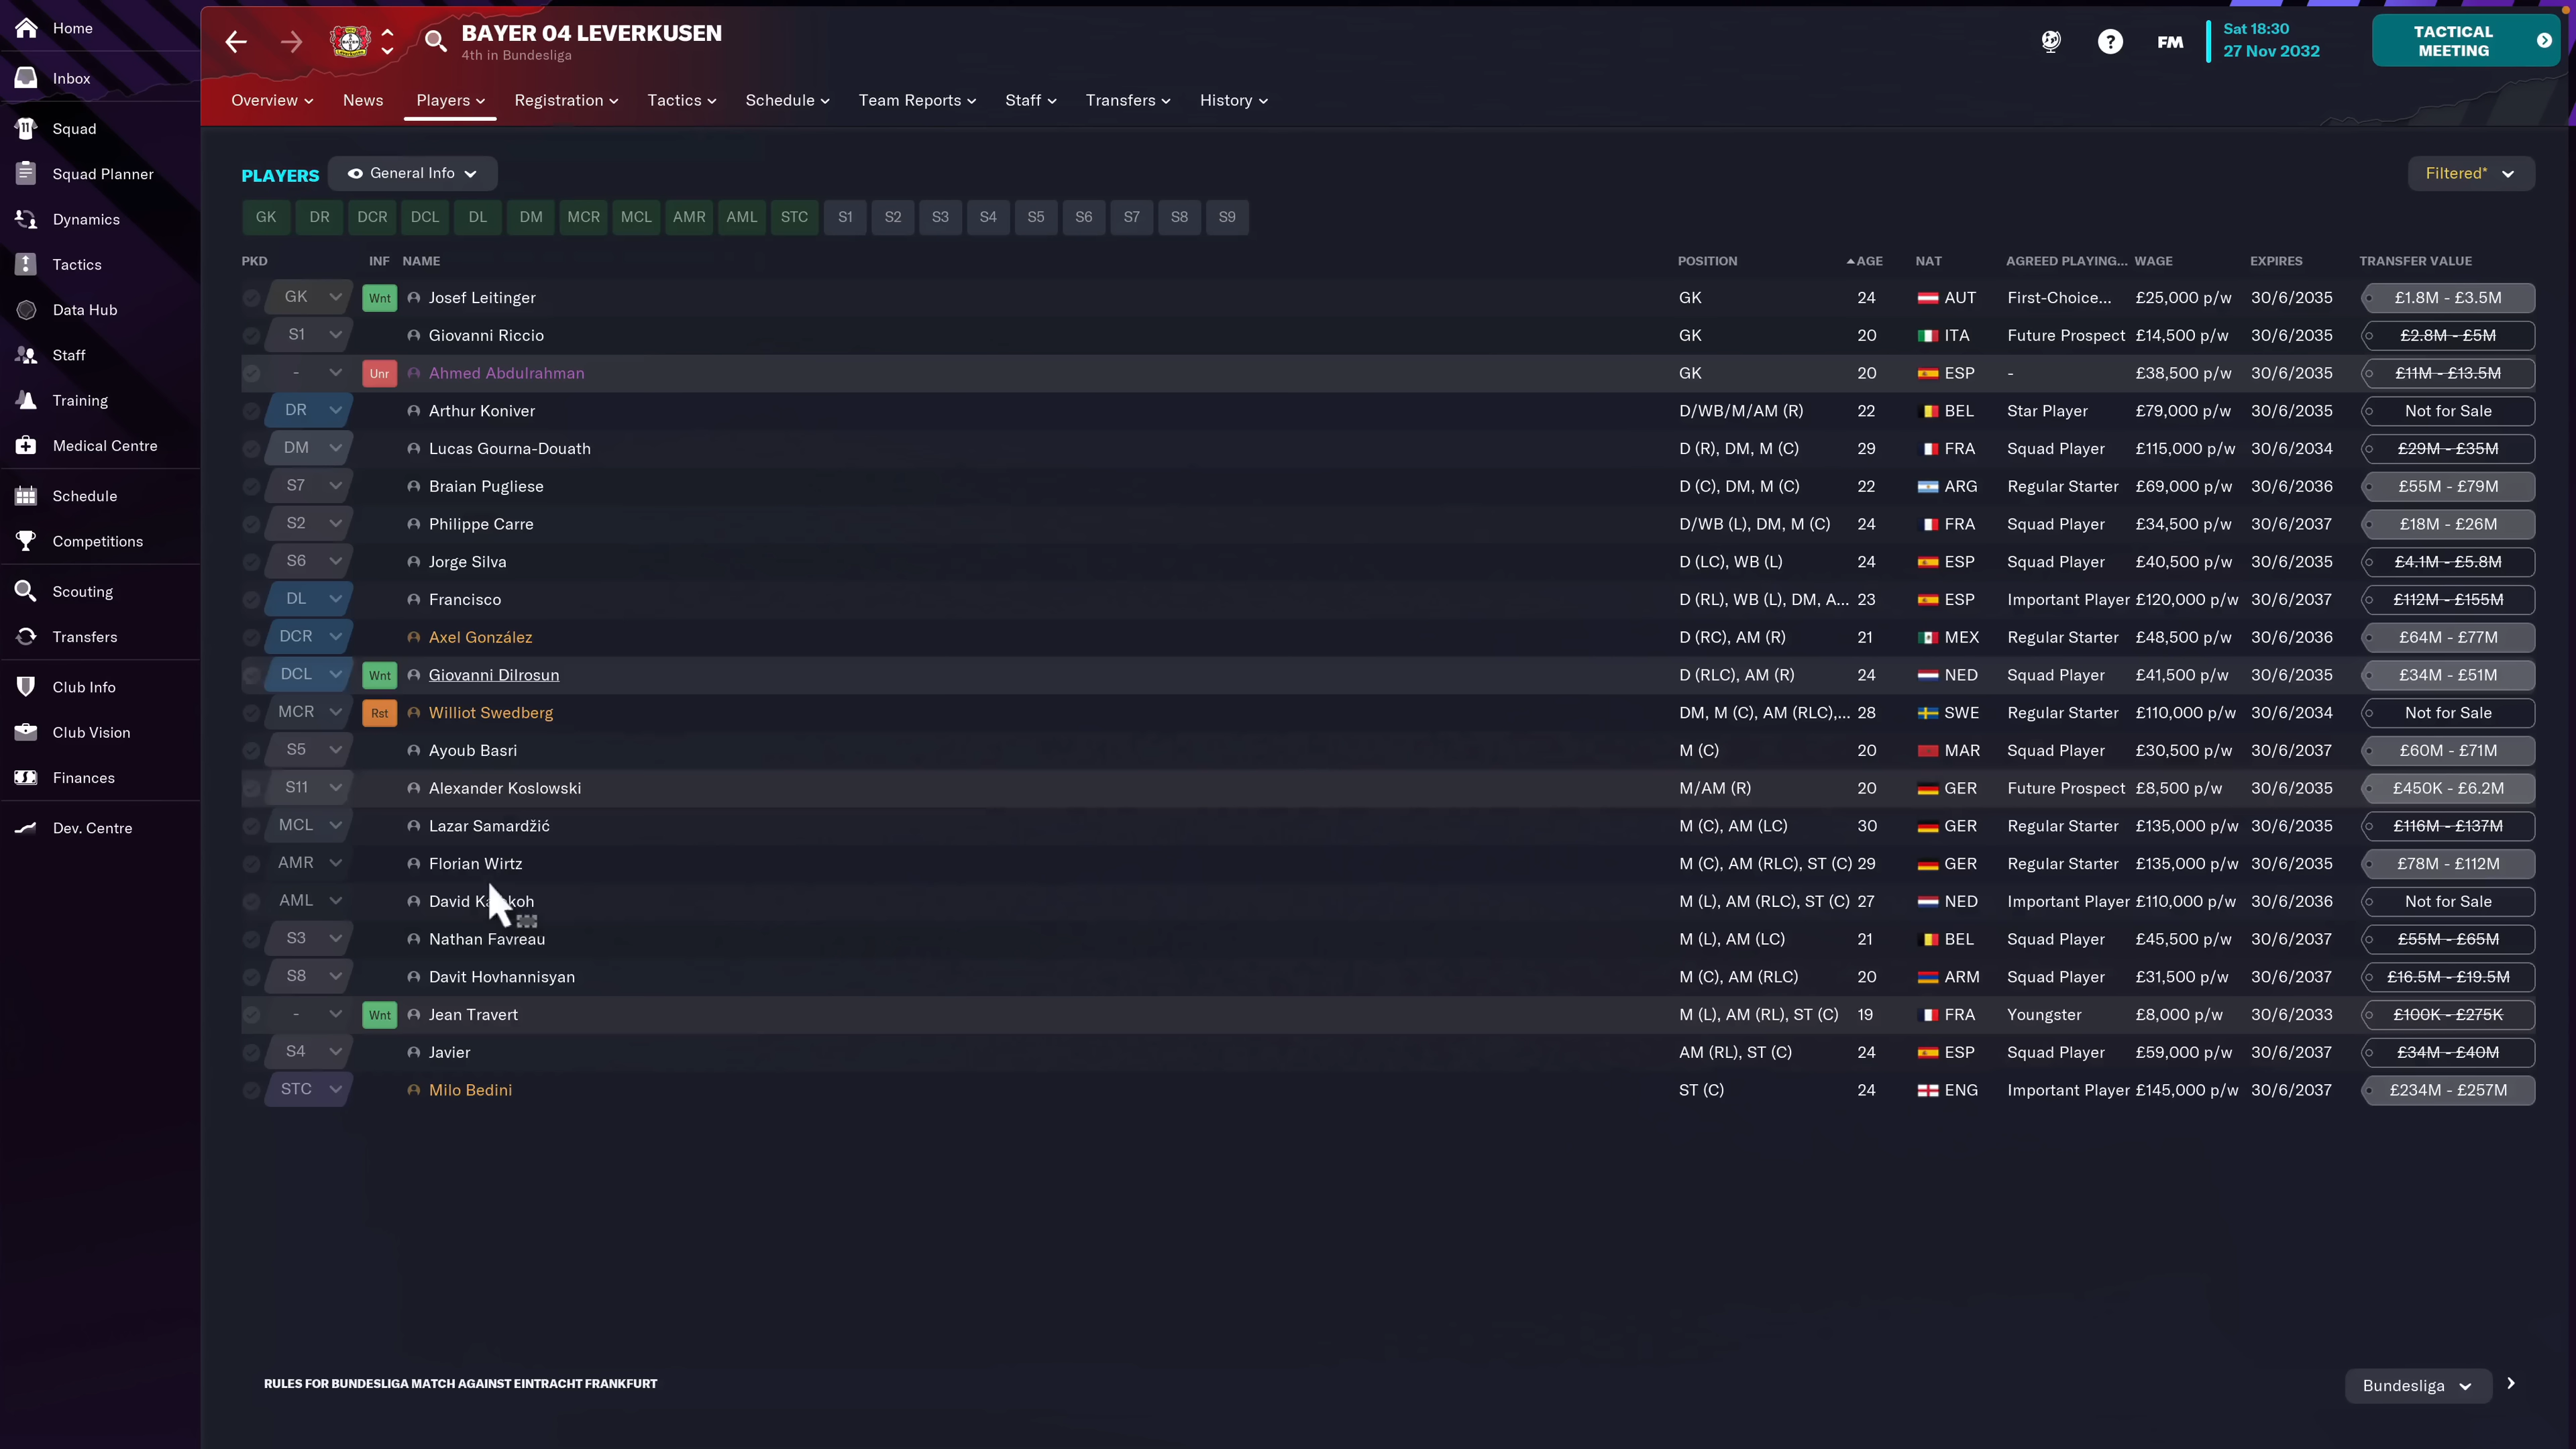 Home
Inbox
Squad
Squad Planner
Dynamics
Tactics
Data Hub
Staff
Training
Medical Centre
Schedule
Competitions
Scouting
Transfers
Club Info
Club Vision
Finances
Dev. Centre
BAYER 04 LEVERKUSEN
4th in Bundesliga
FM
Sat 18:30
27 Nov 2032
TACTICAL
MEETING
Overview News Players Registration Tactics Schedule Team Reports Staff Transfers History
PLAYERS General Info Filtered*
GK DR DCR DCL DL DM MCR MCL AMR AML STC S1 S2 S3 S4 S5 S6 S7 S8 S9
PKD INF NAME POSITION AGE NAT AGREED PLAYING... WAGE EXPIRES TRANSFER VALUE
GK Wnt Josef Leitinger GK 24 AUT First-Choice... £25,000 p/w 30/6/2035 £1.8M - £3.5M
S1 Giovanni Riccio GK 20 ITA Future Prospect £14,500 p/w 30/6/2035 £2.8M - £5M
- Unr Ahmed Abdulrahman GK 20 ESP - £38,500 p/w 30/6/2035 £11M - £13.5M
DR Arthur Koniver D/WB/M/AM (R) 22 BEL Star Player £79,000 p/w 30/6/2035 Not for Sale
DM Lucas Gourna-Douath D (R), DM, M (C) 29 FRA Squad Player £115,000 p/w 30/6/2034 £29M - £35M
S7 Braian Pugliese D (C), DM, M (C) 22 ARG Regular Starter £69,000 p/w 30/6/2036 £55M - £79M
S2 Philippe Carre D/WB (L), DM, M (C) 24 FRA Squad Player £34,500 p/w 30/6/2037 £18M - £26M
S6 Jorge Silva D (LC), WB (L) 24 ESP Squad Player £40,500 p/w 30/6/2037 £4.1M - £5.8M
DL Francisco D (RL), WB (L), DM, A... 23 ESP Important Player £120,000 p/w 30/6/2037 £112M - £155M
DCR Axel González D (RC), AM (R) 21 MEX Regular Starter £48,500 p/w 30/6/2036 £64M - £77M
DCL Wnt Giovanni Dilrosun D (RLC), AM (R) 24 NED Squad Player £41,500 p/w 30/6/2035 £34M - £51M
MCR Rst Williot Swedberg DM, M (C), AM (RLC),... 28 SWE Regular Starter £110,000 p/w 30/6/2034 Not for Sale
S5 Ayoub Basri M (C) 20 MAR Squad Player £30,500 p/w 30/6/2037 £60M - £71M
S11 Alexander Koslowski M/AM (R) 20 GER Future Prospect £8,500 p/w 30/6/2035 £450K - £6.2M
MCL Lazar Samardžić M (C), AM (LC) 30 GER Regular Starter £135,000 p/w 30/6/2035 £116M - £137M
AMR Florian Wirtz M (C), AM (RLC), ST (C) 29 GER Regular Starter £135,000 p/w 30/6/2035 £78M - £112M
AML David M (L), AM (RLC), ST (C) 27 NED Important Player £110,000 p/w 30/6/2036 Not for Sale
S3 Nathan Favreau M (L), AM (LC) 21 BEL Squad Player £45,500 p/w 30/6/2037 £55M - £65M
S8 Davit Hovhannisyan M (C), AM (RLC) 20 ARM Squad Player £31,500 p/w 30/6/2037 £16.5M - £19.5M
- Wnt Jean Travert M (L), AM (RL), ST (C) 19 FRA Youngster £8,000 p/w 30/6/2033 £100K - £275K
S4 Javier AM (RL), ST (C) 24 ESP Squad Player £59,000 p/w 30/6/2037 £34M - £40M
STC Milo Bedini ST (C) 24 ENG Important Player £145,000 p/w 30/6/2037 £234M - £257M
RULES FOR BUNDESLIGA MATCH AGAINST EINTRACHT FRANKFURT
Bundesliga